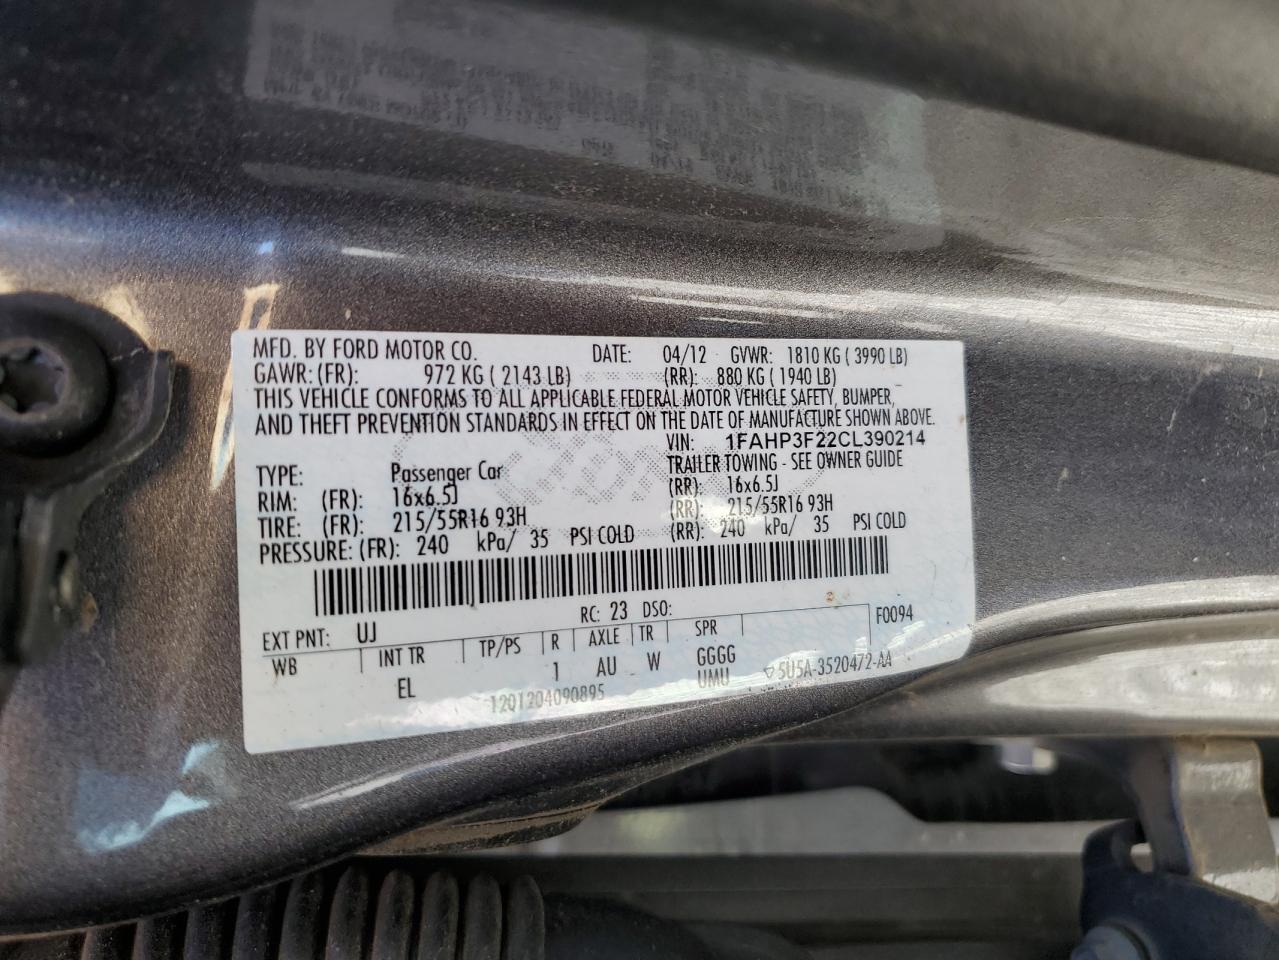 MFD. BY FORD MOTOR CO. DATE: 04/12 GVWR: 1810 KG ( 3990 LB)
GAWR: (FR): 972 KG ( 2143 LB) (RR): 880 KG ( 1940 LB)
THIS VEHICLE CONFORMS TO ALL APPLICABLE FEDERAL MOTOR VEHICLE SAFETY, BUMPER,
AND THEFT PREVENTION STANDARDS IN EFFECT ON THE DATE OF MANUFACTURE SHOWN ABOVE.
VIN: 1FAHP3F22CL390214
TYPE: Passenger Car TRAILER TOWING - SEE OWNER GUIDE
RIM: (FR): 16x6.5J (RR): 16x6.5J
TIRE: (FR): 215/55R16 93H (RR): 215/55R16 93H
PRESSURE: (FR): 240 kPa/ 35 PSI COLD (RR): 240 kPa/ 35 PSI COLD
RC: 23 DSO:
EXT PNT: UJ F0094
WB INT TR TP/PS R AXLE TR SPR
EL 1 AU W GGGG
UMU 5U5A-3520472-AA
1201204090895